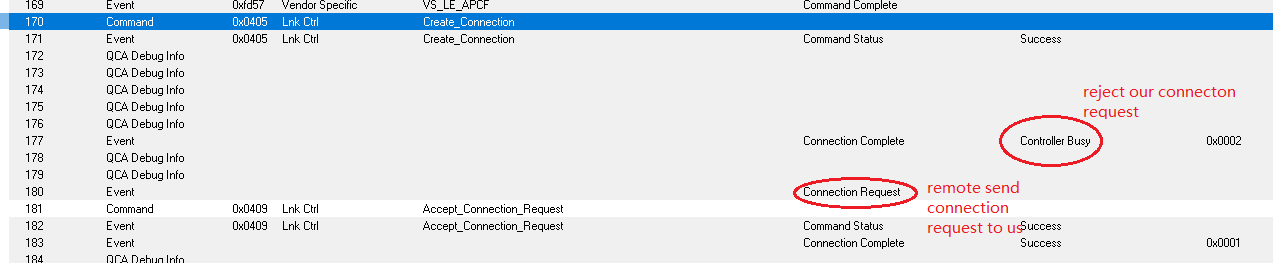 169 Event 0xfd57 Vendor Specific VS_LE_APCF Command Complete
170 Command 0x0405 Lnk Ctrl Create_Connection
171 Event 0x0405 Lnk Ctrl Create_Connection Command Status Success
172 QCA Debug Info
173 QCA Debug Info
174 QCA Debug Info
175 QCA Debug Info
176 QCA Debug Info
reject our connecton
request
177 Event Connection Complete Controller Busy 0x0002
178 QCA Debug Info
179 QCA Debug Info
180 Event Connection Request
remote send
connection
request to us
181 Command 0x0409 Lnk Ctrl Accept_Connection_Request
182 Event 0x0409 Lnk Ctrl Accept_Connection_Request Command Status Success
183 Event Connection Complete Success 0x0001
184 QCA Debug Info